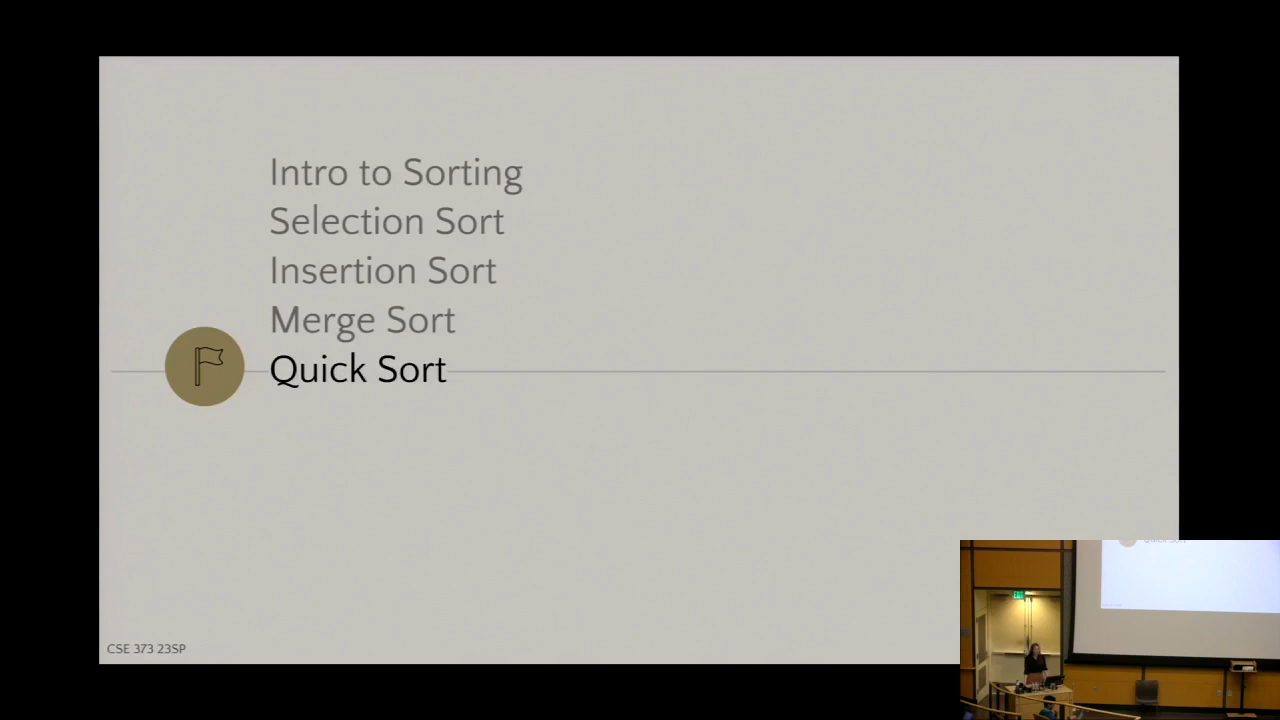 Intro to Sorting
Selection Sort
Insertion Sort
Merge Sort
Quick Sort
CSE 373 23SP